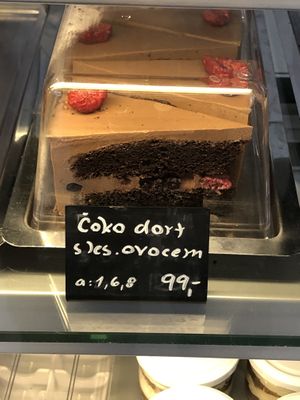 čoko dort
s les. ovocem
a:1,6,8 99,-